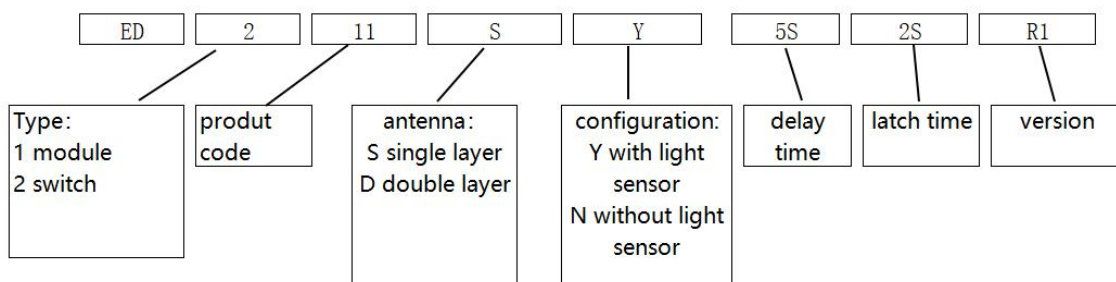 ED 2 11 S Y 5S 2S R1
Type:
1 module
2 switch
produt
code
antenna:
S single layer
D double layer
configuration:
Y with light
sensor
N without light
sensor
delay
time
latch time
version